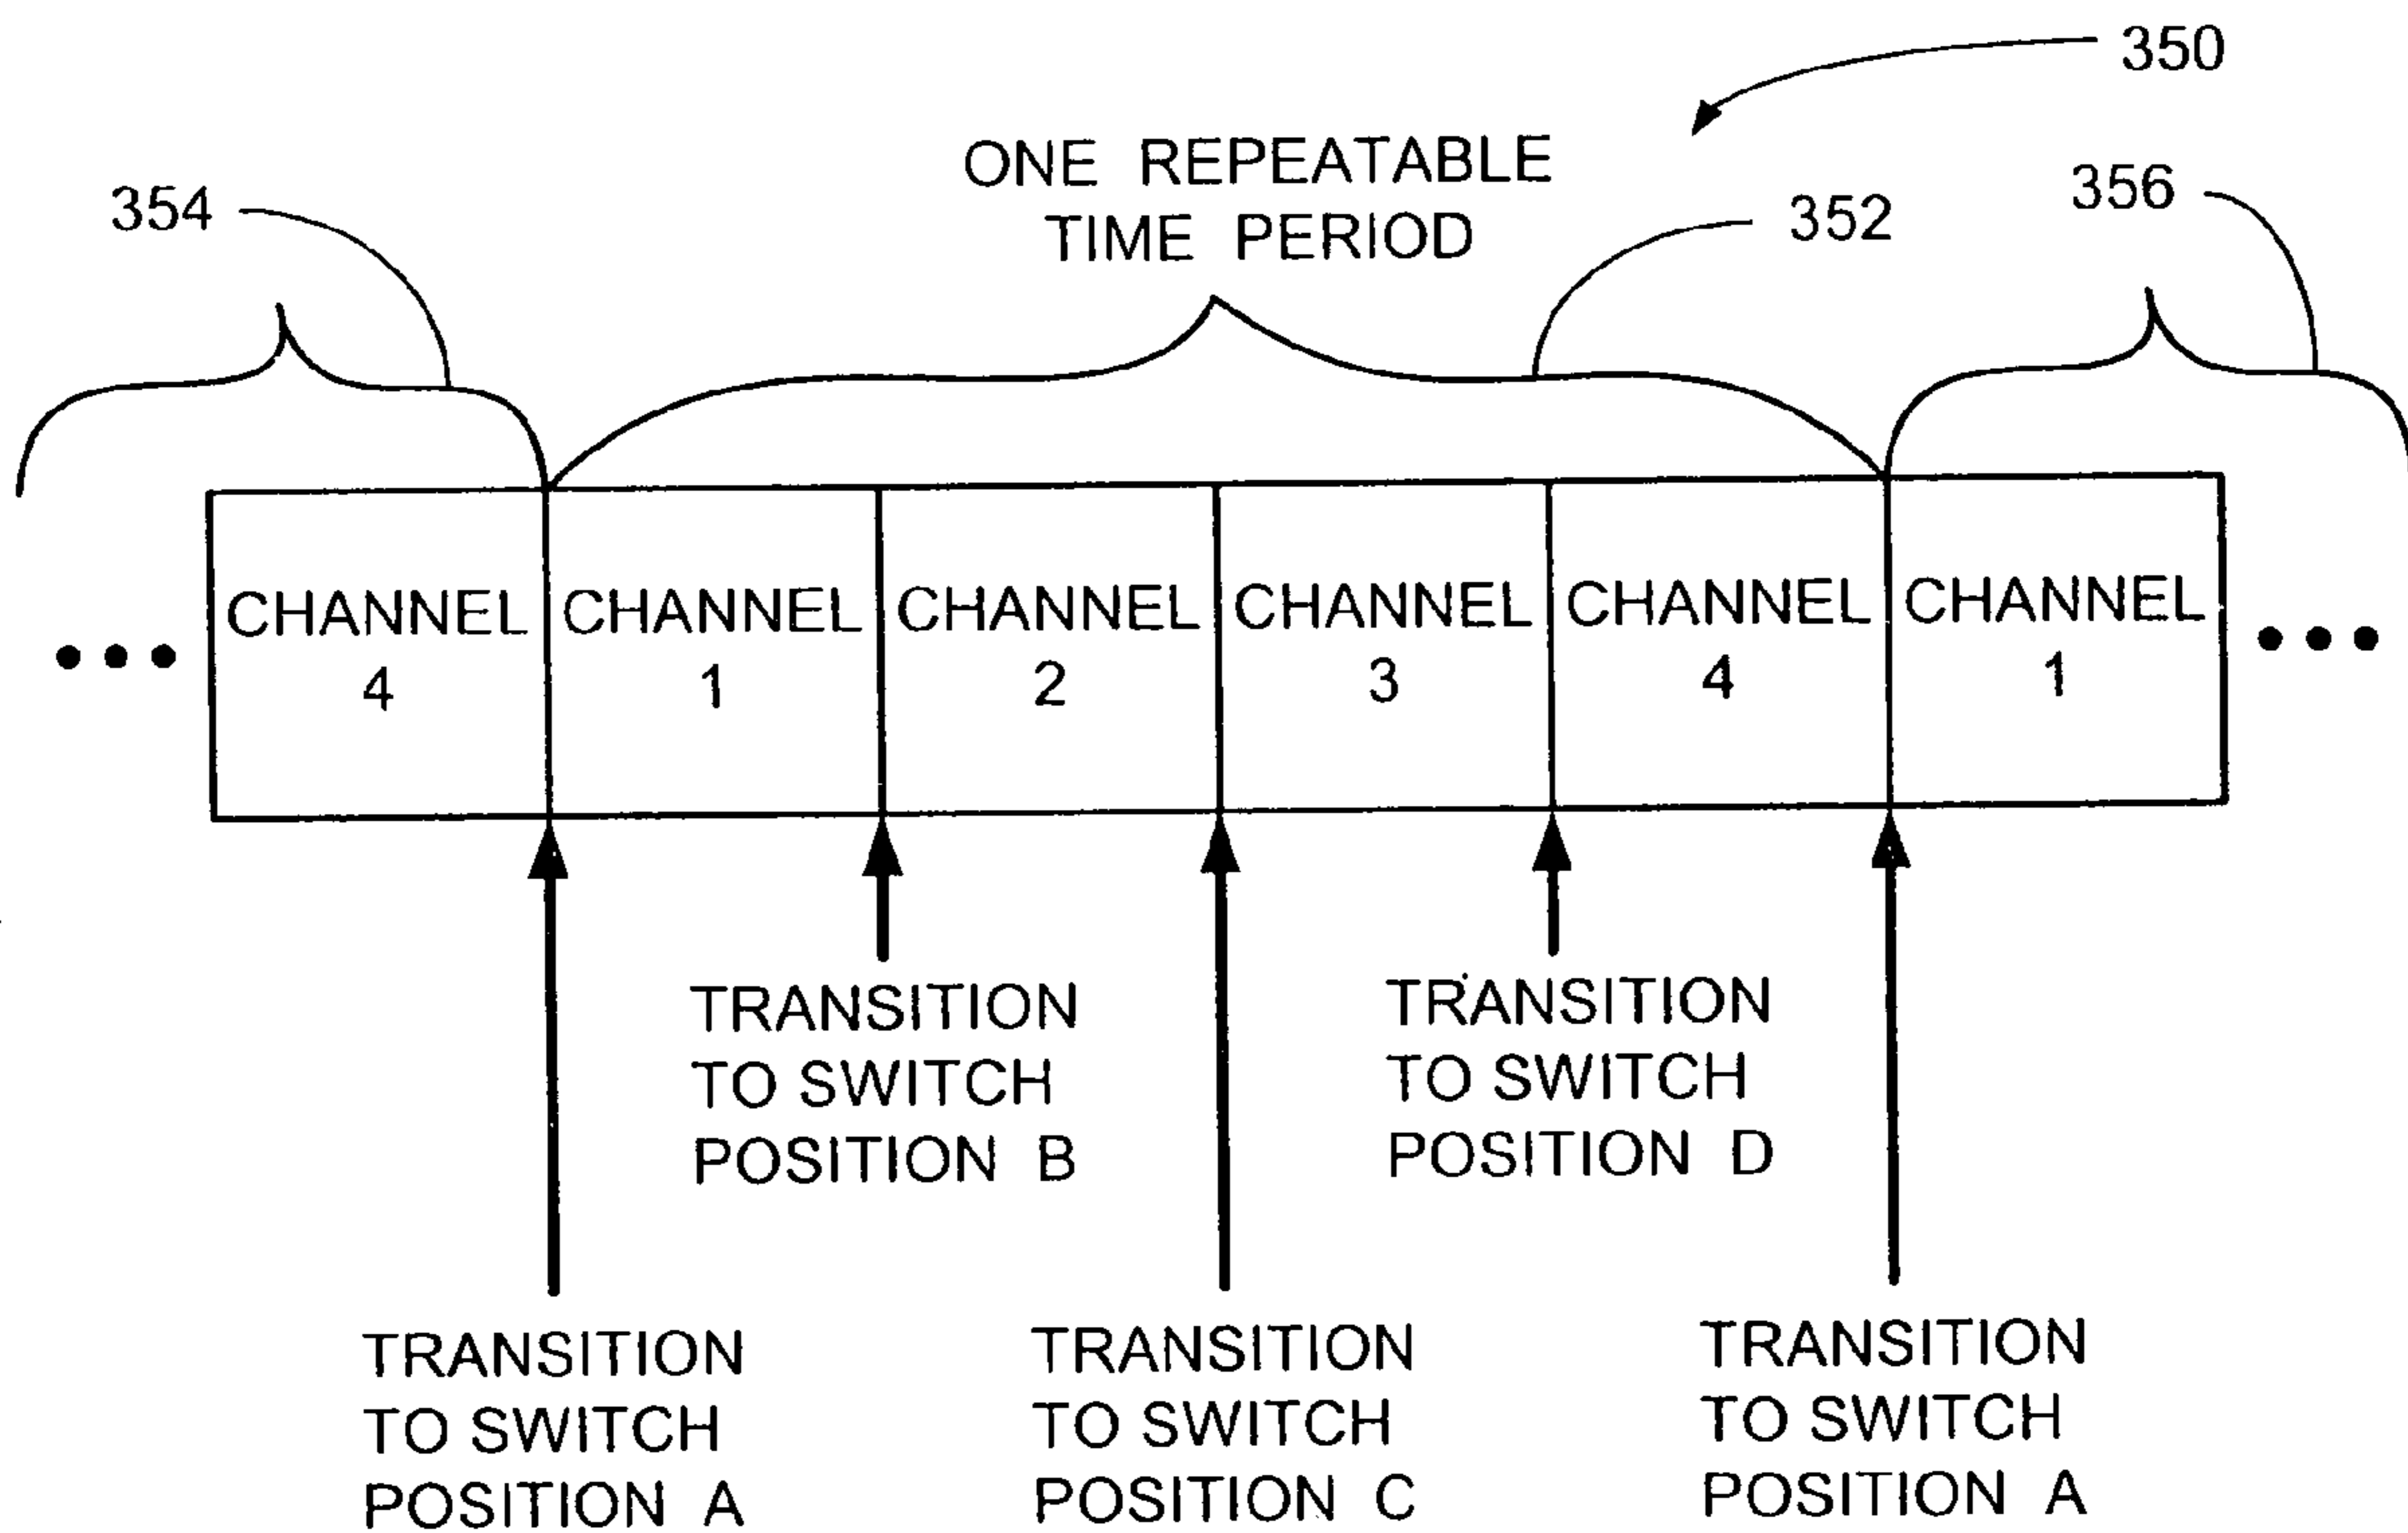 350
ONE REPEATABLE
TIME PERIOD
354
352
356
CHANNEL
4
CHANNEL
1
CHANNEL
2
CHANNEL
3
CHANNEL
4
CHANNEL
1
TRANSITION
TO SWITCH
POSITION B
TRANSITION
TO SWITCH
POSITION D
TRANSITION
TO SWITCH
POSITION A
TRANSITION
TO SWITCH
POSITION C
TRANSITION
TO SWITCH
POSITION A